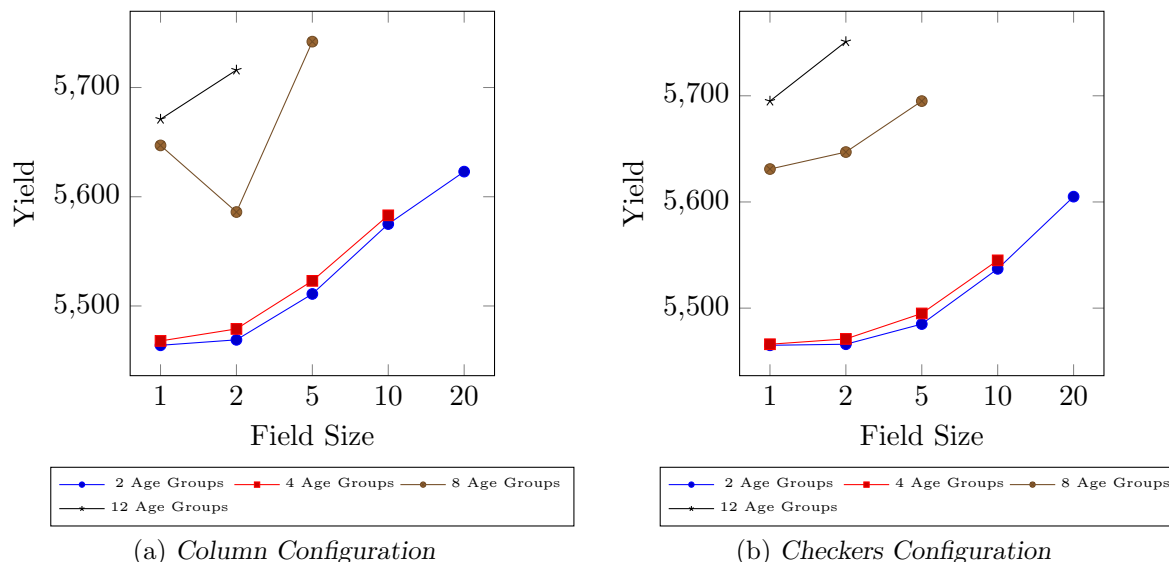 5,700
5,600
5,500
Yield
1 2 5 10 20
Field Size
2 Age Groups 4 Age Groups 8 Age Groups
12 Age Groups
(a) Column Configuration
5,700
5,600
5,500
Yield
1 2 5 10 20
Field Size
2 Age Groups 4 Age Groups 8 Age Groups
12 Age Groups
(b) Checkers Configuration